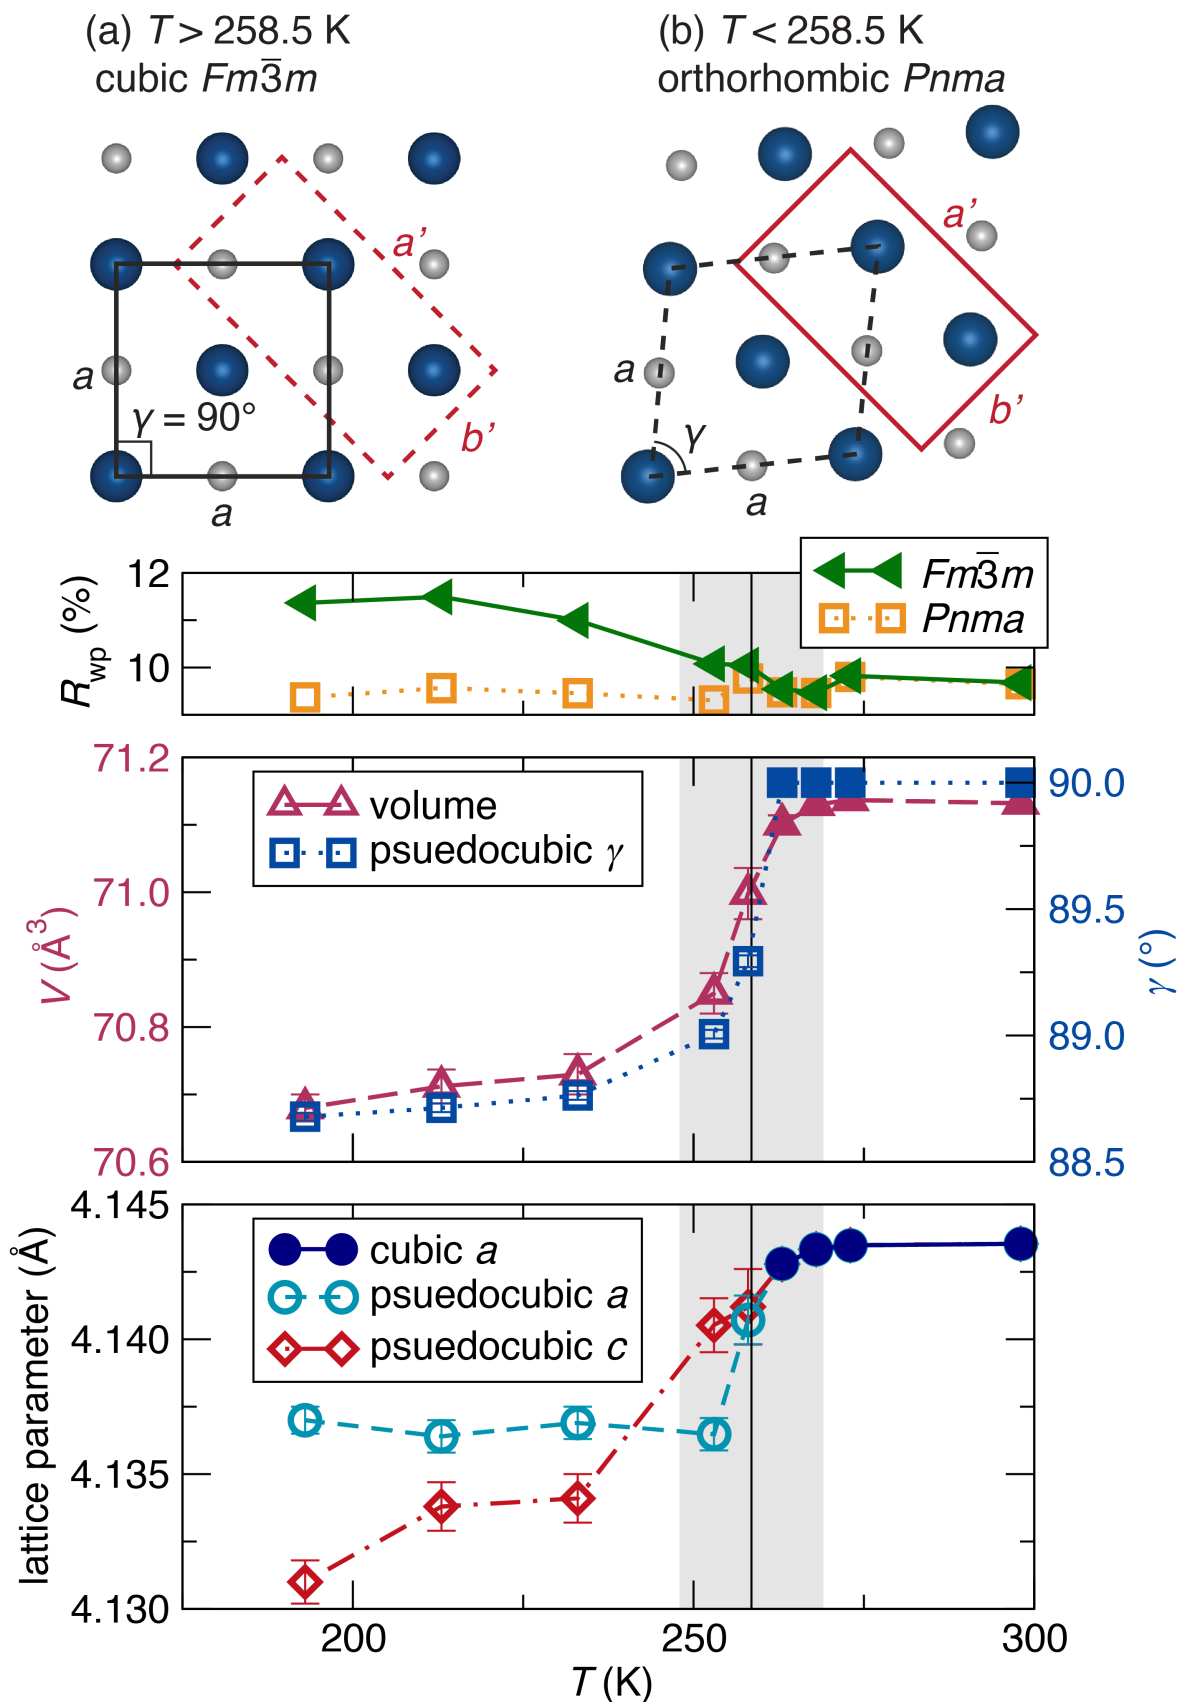 (a) T > 258.5 K
cubic Fm3̅m
(b) T < 258.5 K
orthorhombic Pnma
a'
a
γ = 90°
b'
a
a'
a
γ
b'
a
12
10
Rwp (%)
Fm3̅m
Pnma
71.2
71.0
70.8
70.6
V (Å³)
volume
psuedocubic γ
90.0
89.5
89.0
88.5
γ (°)
4.145
4.140
4.135
4.130
lattice parameter (Å)
cubic a
psuedocubic a
psuedocubic c
200
250
300
T (K)